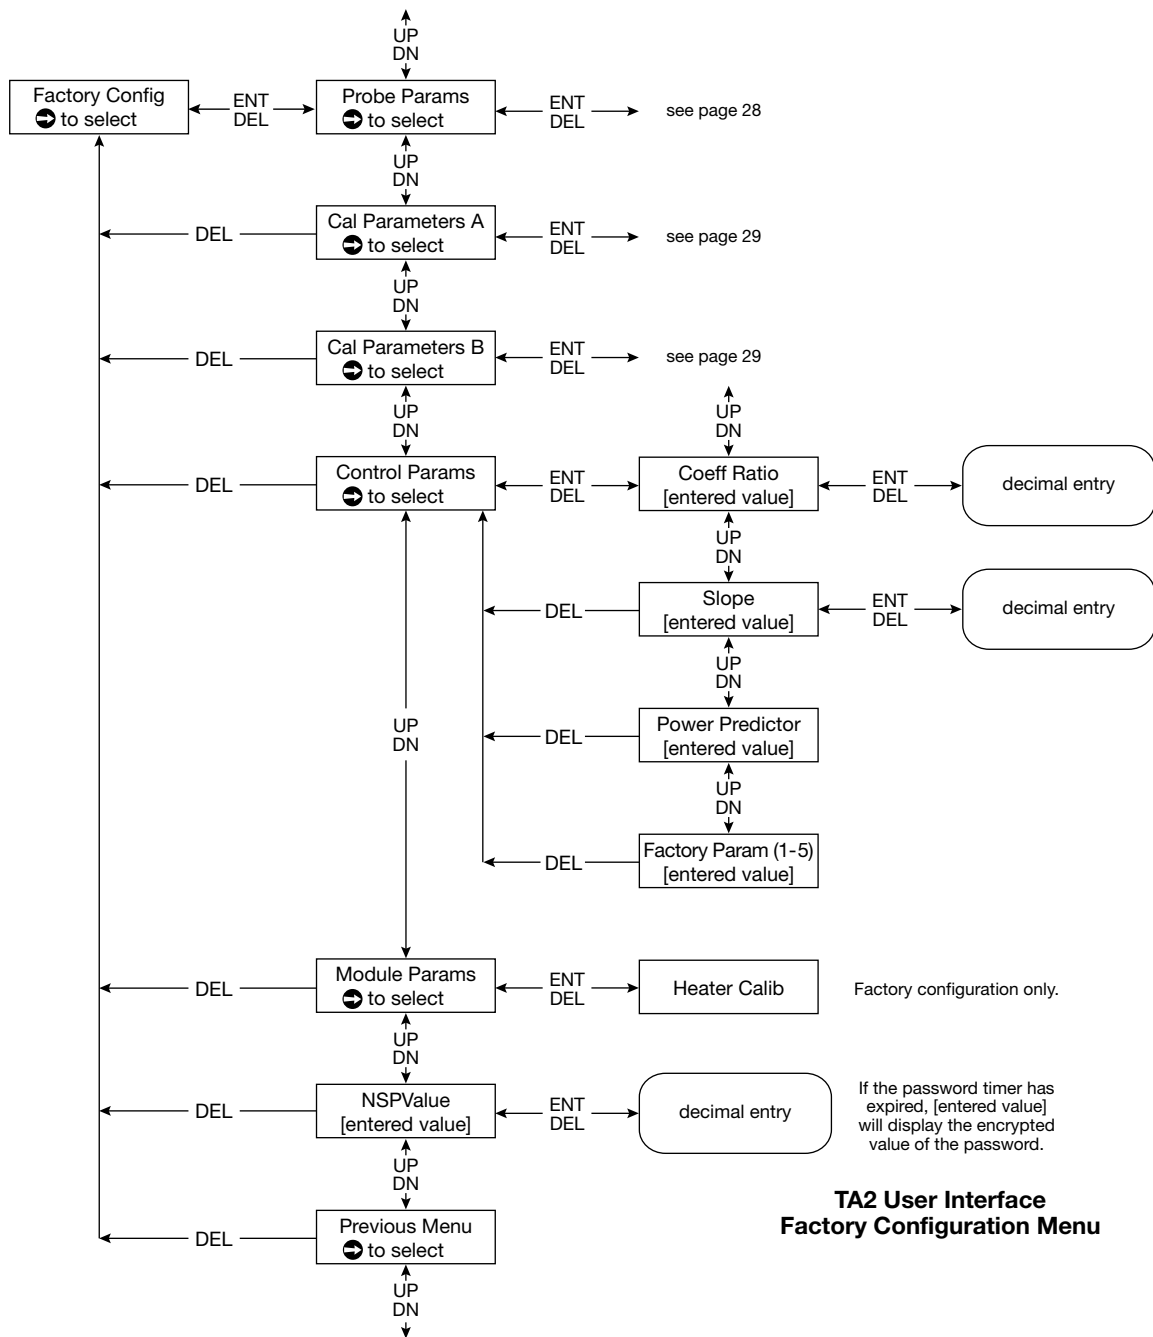 UP
DN
Factory Config
to select
ENT
DEL
Probe Params
to select
ENT
DEL
see page 28
UP
DN
DEL
Cal Parameters A
to select
ENT
DEL
see page 29
UP
DN
DEL
Cal Parameters B
to select
ENT
DEL
see page 29
UP
DN
UP
DN
DEL
Control Params
to select
ENT
DEL
Coeff Ratio
[entered value]
ENT
DEL
decimal entry
UP
DN
DEL
Slope
[entered value]
ENT
DEL
decimal entry
UP
DN
UP
DN
DEL
Power Predictor
[entered value]
UP
DN
DEL
Factory Param (1-5)
[entered value]
DEL
Module Params
to select
ENT
DEL
Heater Calib
Factory configuration only.
UP
DN
DEL
NSPValue
[entered value]
ENT
DEL
decimal entry
If the password timer has
expired, [entered value]
will display the encrypted
value of the password.
UP
DN
DEL
Previous Menu
to select
UP
DN
TA2 User Interface
Factory Configuration Menu